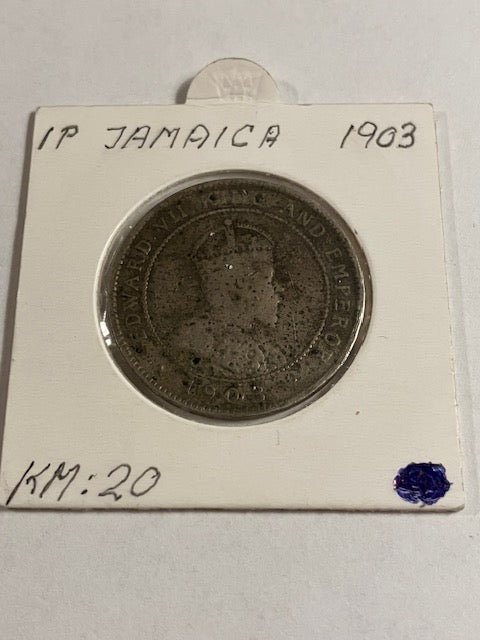 1P JAMAICA 1903
EDWARD VII KING AND EMPEROR
1903
KM:20